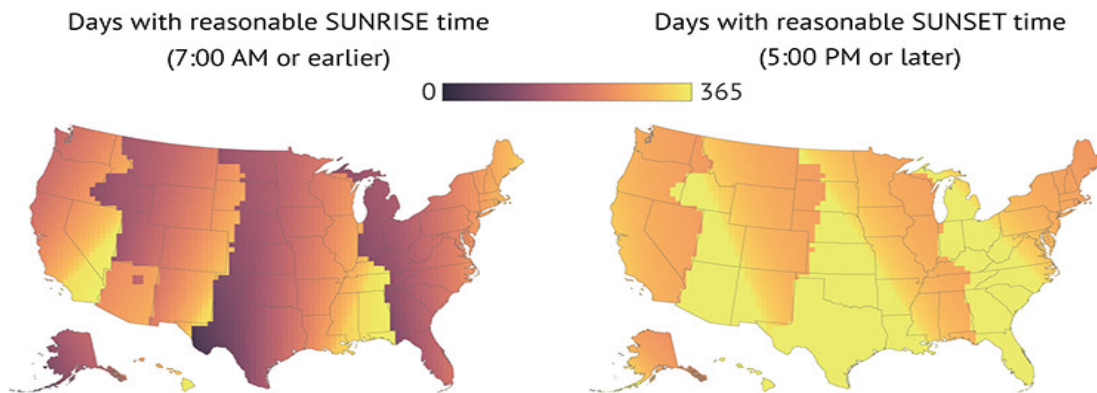 Days with reasonable SUNRISE time
(7:00 AM or earlier)
Days with reasonable SUNSET time
(5:00 PM or later)
0 365